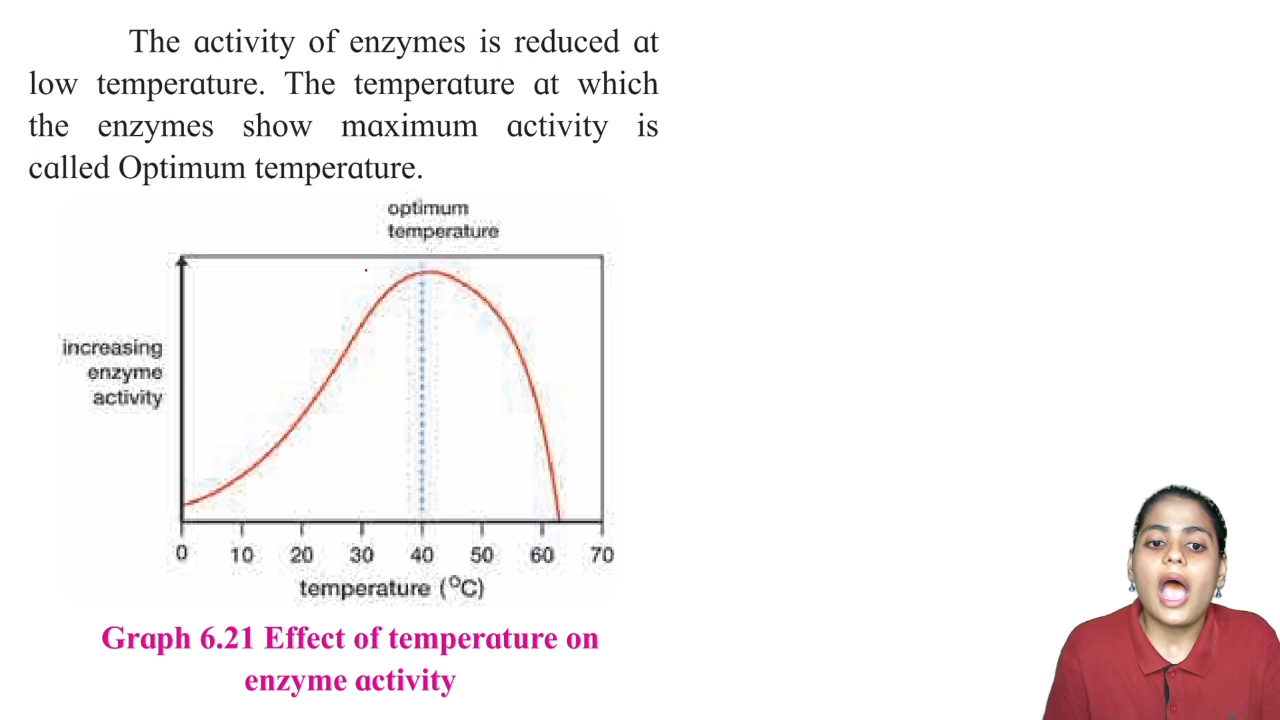 The activity of enzymes is reduced at
low temperature. The temperature at which
the enzymes show maximum activity is
called Optimum temperature.
optimum
temperature
increasing
enzyme
activity
0 10 20 30 40 50 60 70
temperature (⁰C)
Graph 6.21 Effect of temperature on
enzyme activity